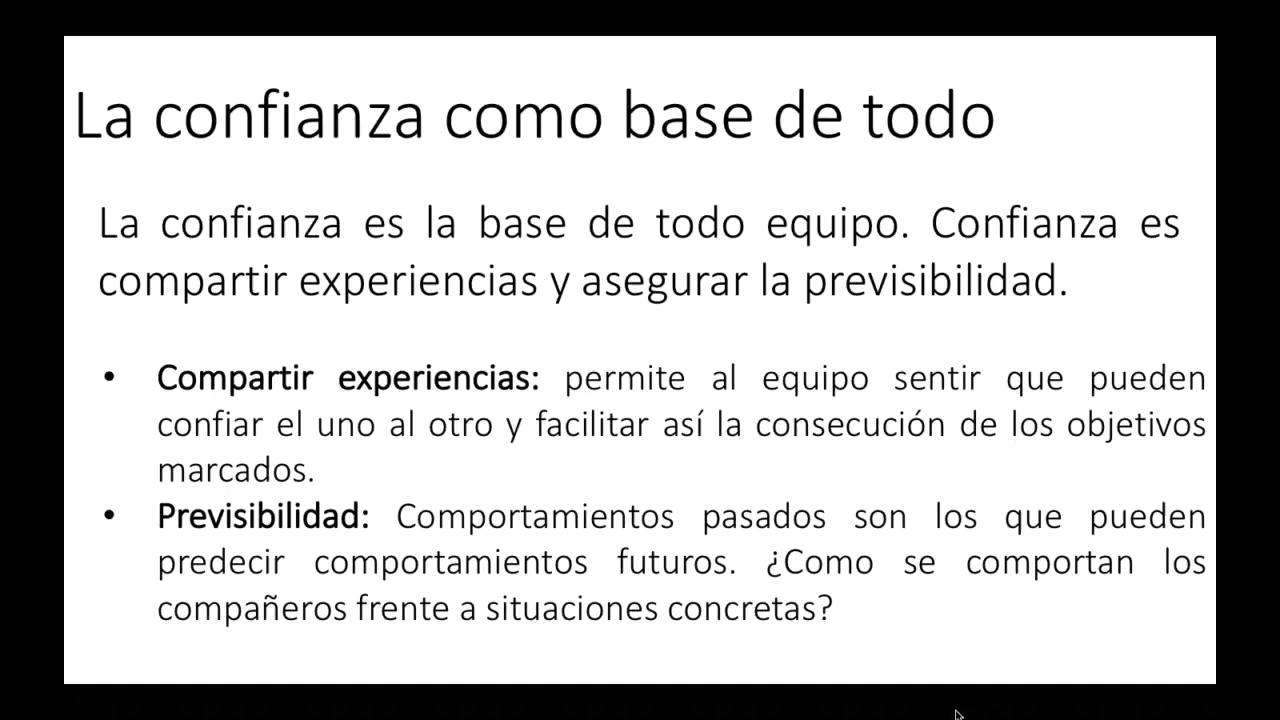 La confianza como base de todo
La confianza es la base de todo equipo. Confianza es
compartir experiencias y asegurar la previsibilidad.
• Compartir experiencias: permite al equipo sentir que pueden
confiar el uno al otro y facilitar así la consecución de los objetivos
marcados.
• Previsibilidad: Comportamientos pasados son los que pueden
predecir comportamientos futuros. ¿Como se comportan los
compañeros frente a situaciones concretas?